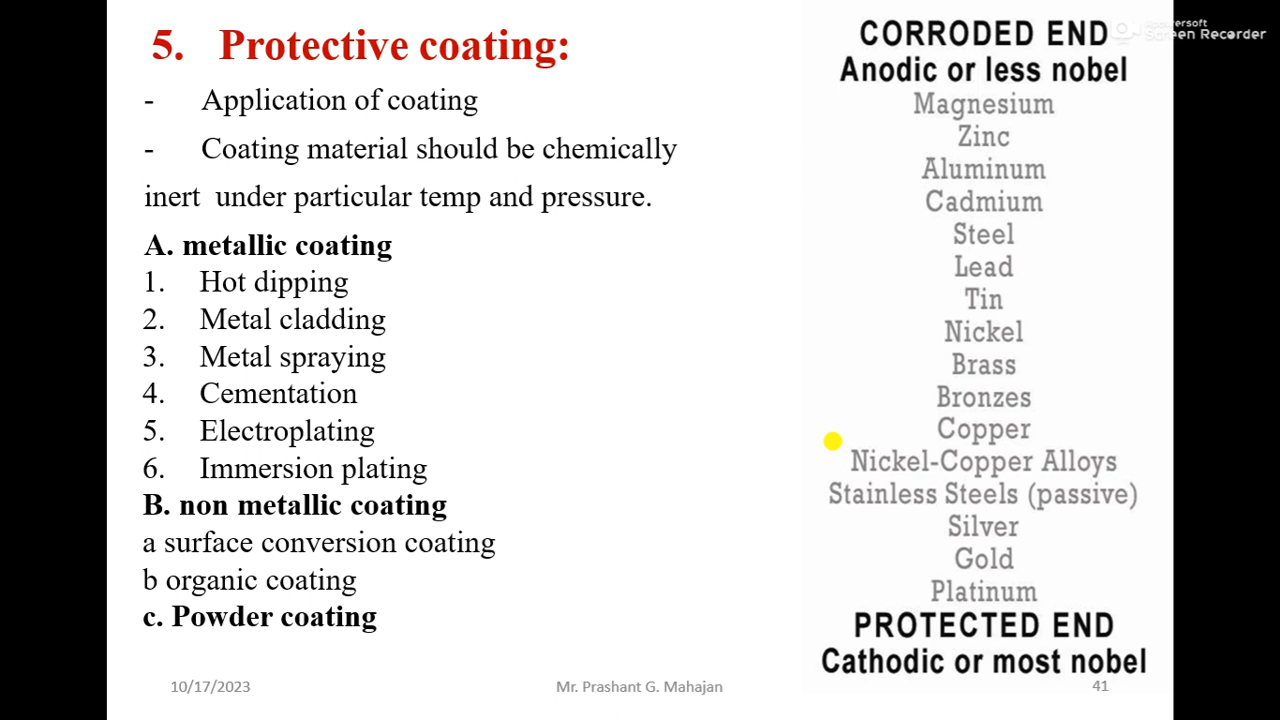 5. Protective coating:
- Application of coating
- Coating material should be chemically
inert under particular temp and pressure.
A. metallic coating
1. Hot dipping
2. Metal cladding
3. Metal spraying
4. Cementation
5. Electroplating
6. Immersion plating
B. non metallic coating
a surface conversion coating
b organic coating
c. Powder coating
CORRODED END
Anodic or less nobel
Magnesium
Zinc
Aluminum
Cadmium
Steel
Lead
Tin
Nickel
Brass
Bronzes
Copper
Nickel-Copper Alloys
Stainless Steels (passive)
Silver
Gold
Platinum
PROTECTED END
Cathodic or most nobel
Screen Recorder
10/17/2023
Mr. Prashant G. Mahajan
41